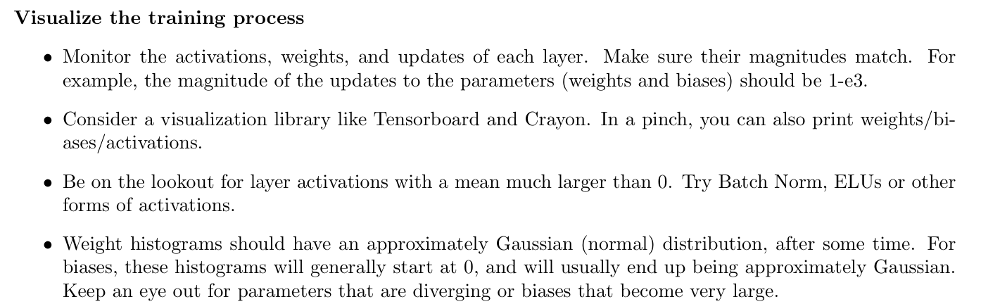 Visualize the training process
• Monitor the activations, weights, and updates of each layer. Make sure their magnitudes match. For
example, the magnitude of the updates to the parameters (weights and biases) should be 1-e3.
• Consider a visualization library like Tensorboard and Crayon. In a pinch, you can also print weights/bi-
ases/activations.
• Be on the lookout for layer activations with a mean much larger than 0. Try Batch Norm, ELUs or other
forms of activations.
• Weight histograms should have an approximately Gaussian (normal) distribution, after some time. For
biases, these histograms will generally start at 0, and will usually end up being approximately Gaussian.
Keep an eye out for parameters that are diverging or biases that become very large.